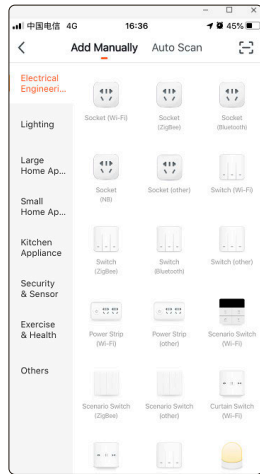 中国电信 4G 16:36 45%
Add Manually Auto Scan
Electrical
Engineeri...
Lighting
Large
Home Ap...
Small
Home Ap...
Kitchen
Appliance
Security
& Sensor
Exercise
& Health
Others
Socket (Wi-Fi)
Socket
(ZigBee)
Socket
(Bluetooth)
Socket
(NB)
Socket (other)
Switch (Wi-Fi)
Switch
(ZigBee)
Switch
(Bluetooth)
Switch (other)
Power Strip
(Wi-Fi)
Power Strip
(other)
Scenario Switch
(Wi-Fi)
Scenario Switch
(ZigBee)
Scenario Switch
(other)
Curtain Switch
(Wi-Fi)